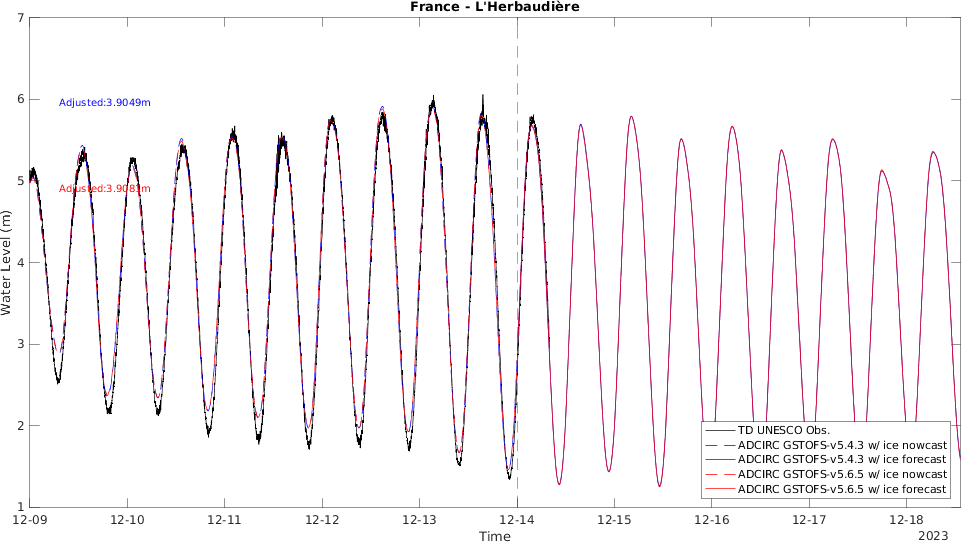 France - L'Herbaudière
7
6
5
4
3
2
1
Water Level (m)
Adjusted:3.9049m
Adjusted:3.9081m
TD UNESCO Obs.
ADCIRC GSTOFS-v5.4.3 w/ ice nowcast
ADCIRC GSTOFS-v5.4.3 w/ ice forecast
ADCIRC GSTOFS-v5.6.5 w/ ice nowcast
ADCIRC GSTOFS-v5.6.5 w/ ice forecast
12-09 12-10 12-11 12-12 12-13 12-14 12-15 12-16 12-17 12-18
Time
2023